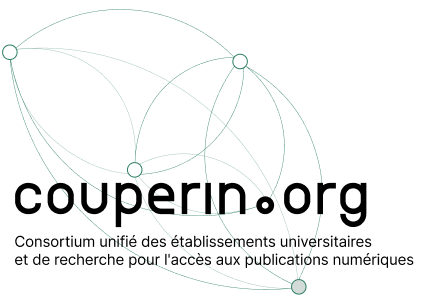 couperin.org
Consortium unifié des établissements universitaires
et de recherche pour l'accès aux publications numériques